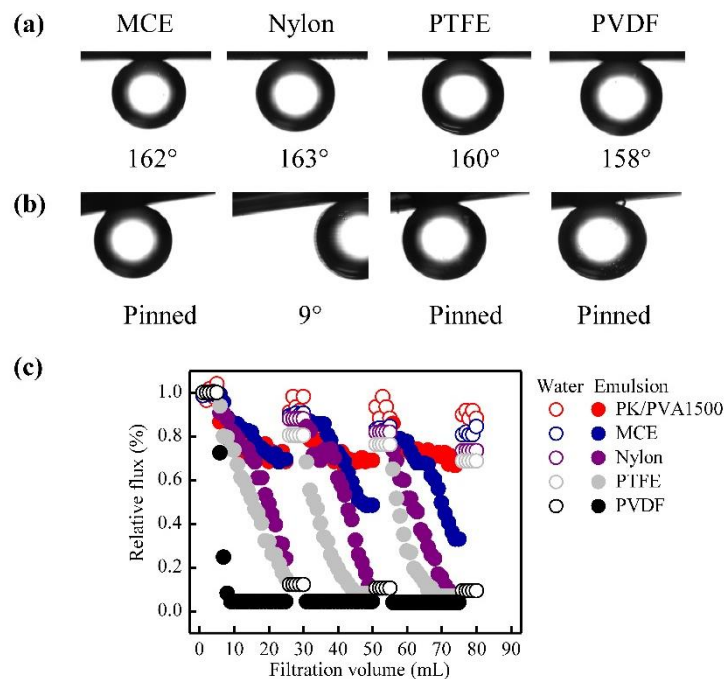 (a) MCE Nylon PTFE PVDF
162° 163° 160° 158°
(b)
Pinned 9° Pinned Pinned
(c)
Relative flux (%)
1.0
0.8
0.6
0.4
0.2
0.0
0 10 20 30 40 50 60 70 80 90
Filtration volume (mL)
Water Emulsion
PK/PVA1500
MCE
Nylon
PTFE
PVDF